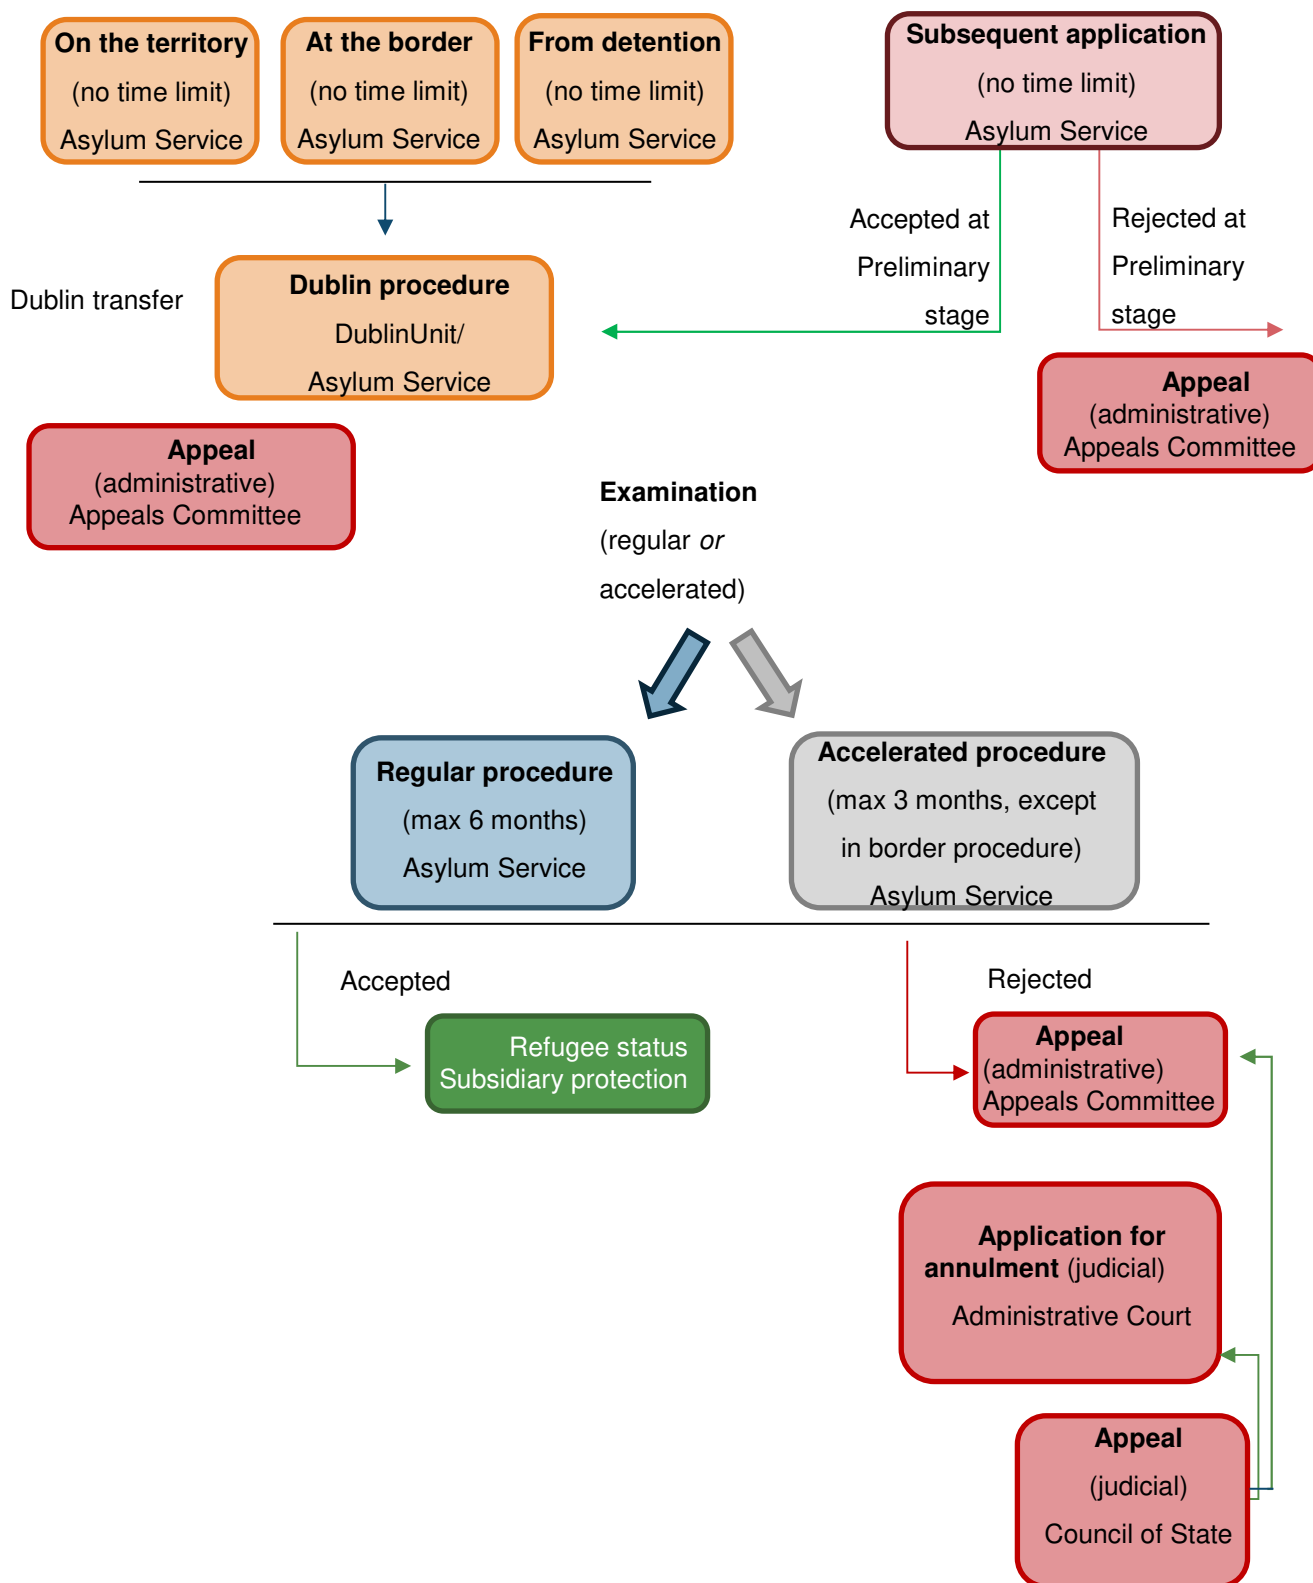 On the territory
(no time limit)
Asylum Service
At the border
(no time limit)
Asylum Service
From detention
(no time limit)
Asylum Service
Subsequent application
(no time limit)
Asylum Service
Accepted at
Preliminary
stage
Rejected at
Preliminary
stage
Dublin transfer
Dublin procedure
DublinUnit/
Asylum Service
Appeal
(administrative)
Appeals Committee
Appeal
(administrative)
Appeals Committee
Examination
(regular or
accelerated)
Regular procedure
(max 6 months)
Asylum Service
Accelerated procedure
(max 3 months, except
in border procedure)
Asylum Service
Accepted
Refugee status
Subsidiary protection
Rejected
Appeal
(administrative)
Appeals Committee
Application for
annulment (judicial)
Administrative Court
Appeal
(judicial)
Council of State